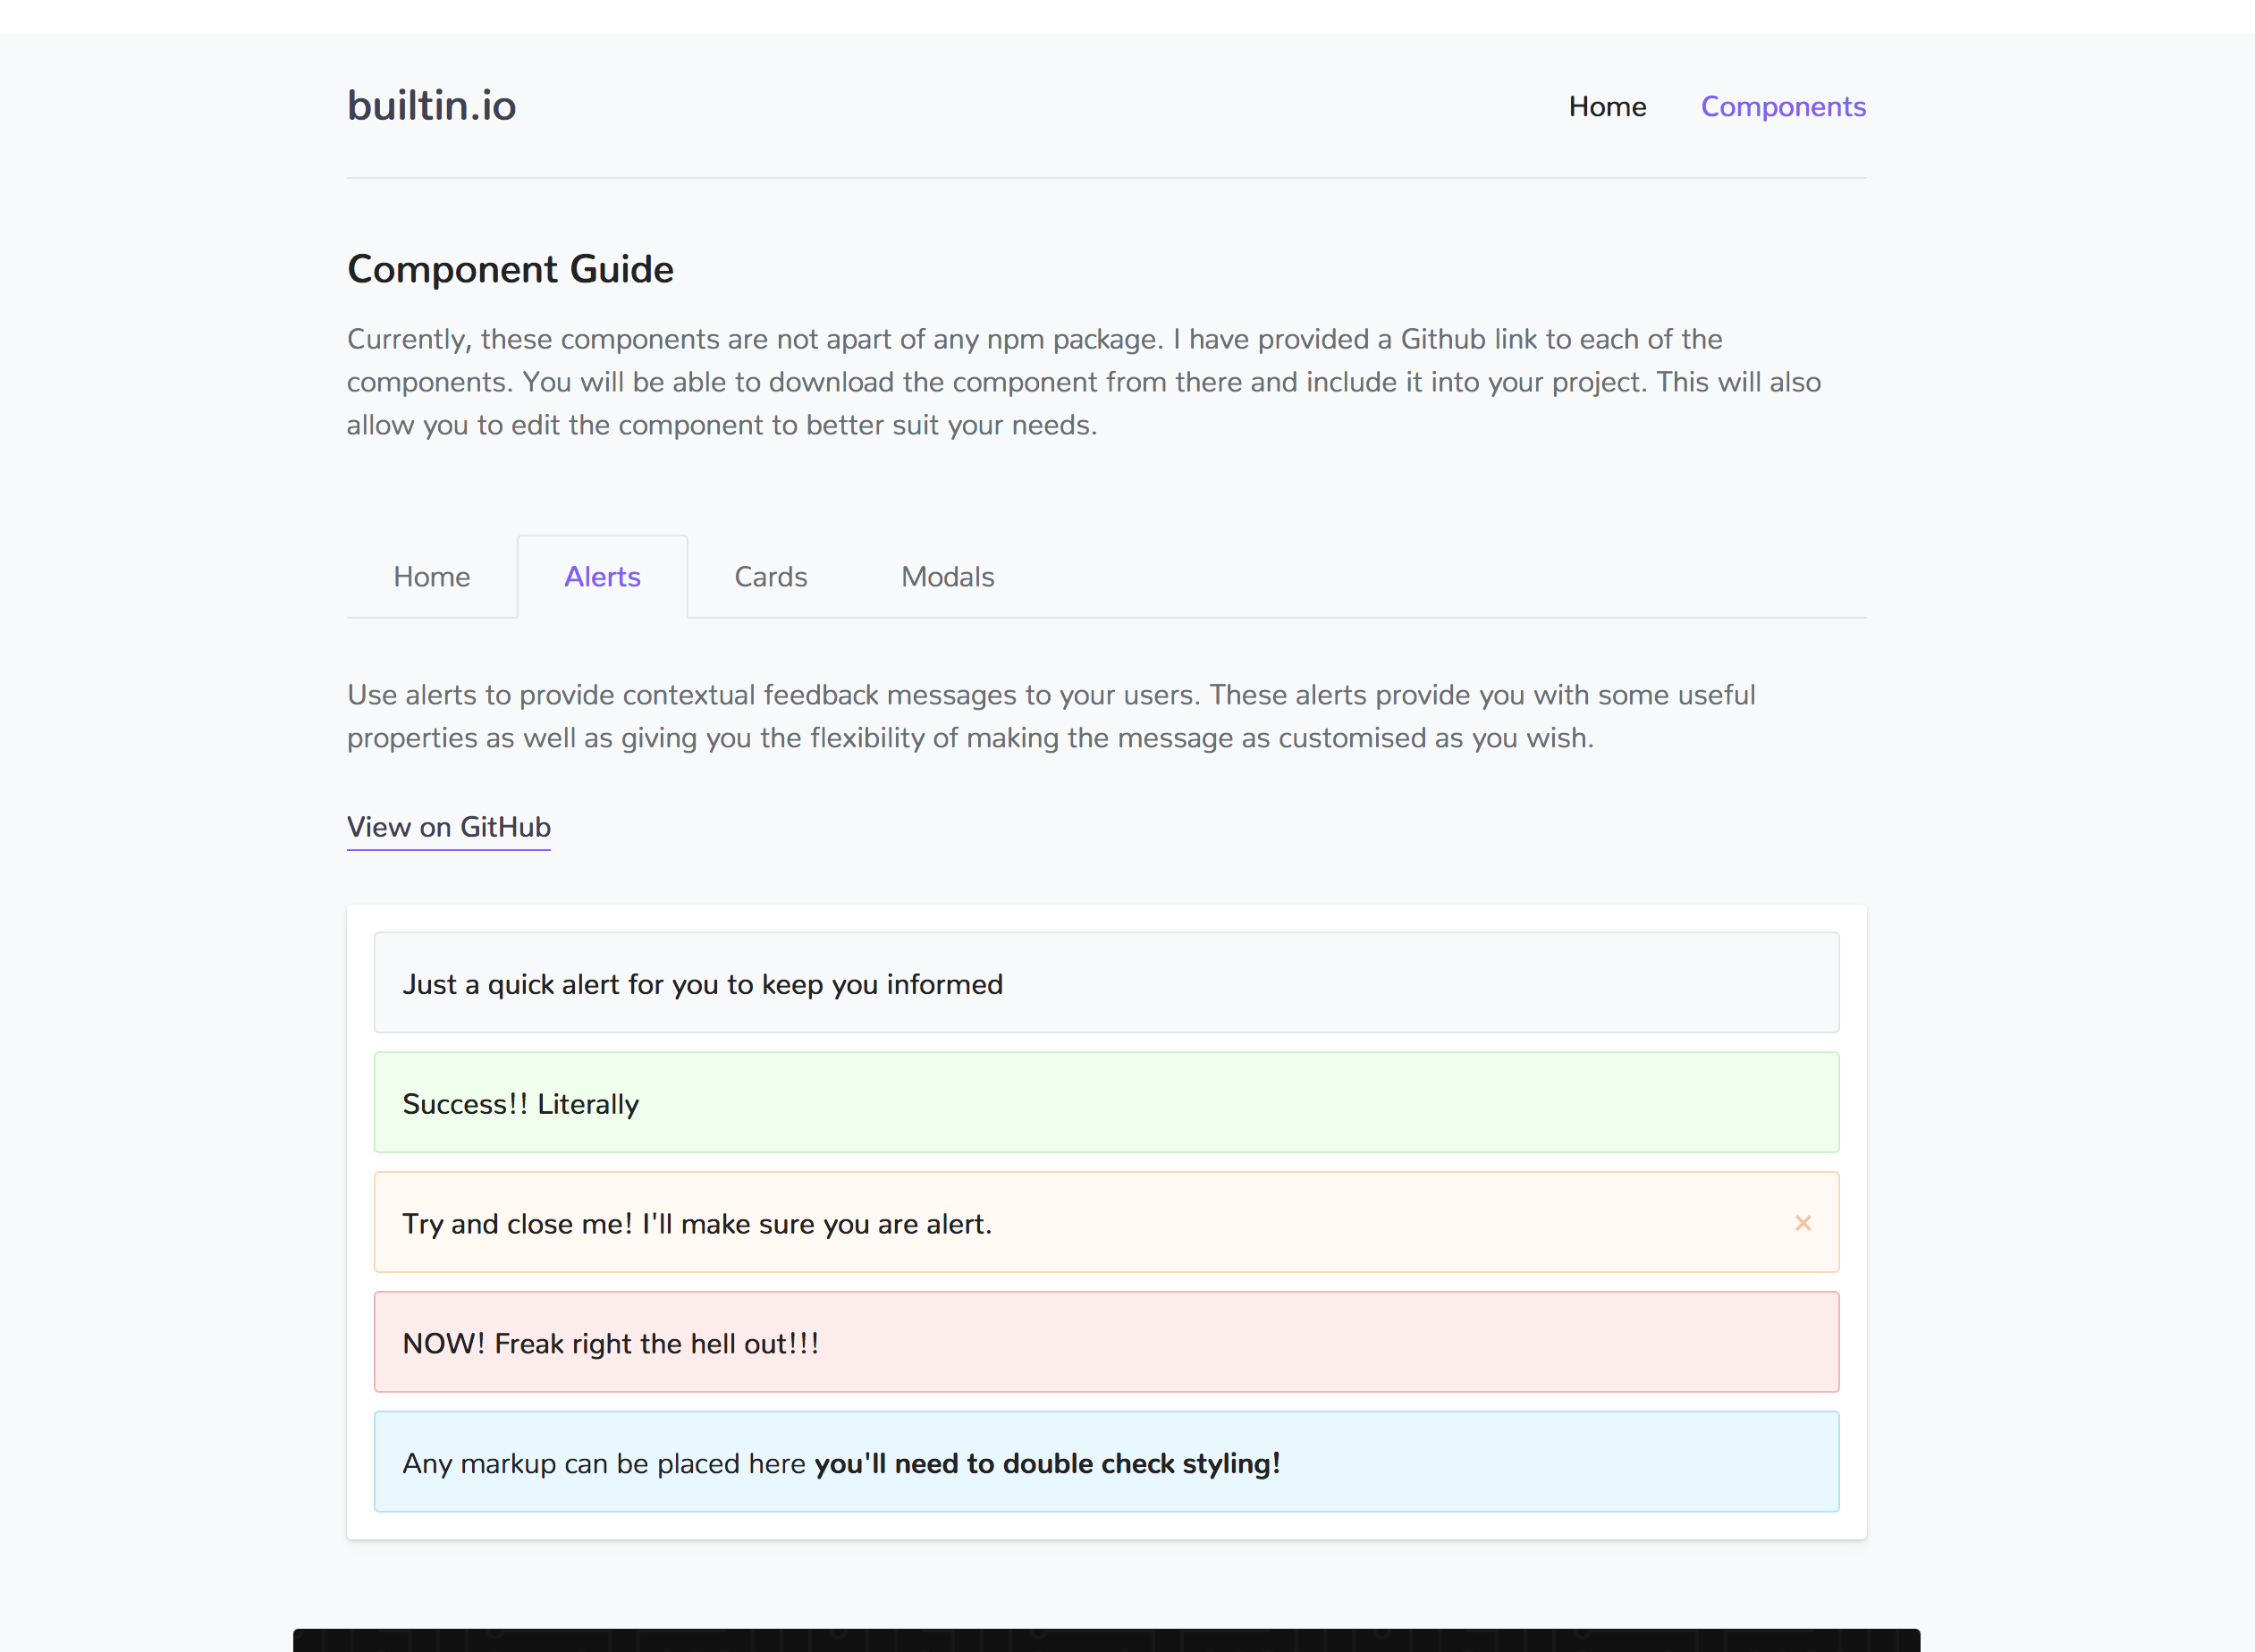 builtin.io
Home
Components
Component Guide
Currently, these components are not apart of any npm package. I have provided a Github link to each of the
components. You will be able to download the component from there and include it into your project. This will also
allow you to edit the component to better suit your needs.
Home
Alerts
Cards
Modals
Use alerts to provide contextual feedback messages to your users. These alerts provide you with some useful
properties as well as giving you the flexibility of making the message as customised as you wish.
View on GitHub
Just a quick alert for you to keep you informed
Success!! Literally
Try and close me! I'll make sure you are alert.
NOW! Freak right the hell out!!!
Any markup can be placed here you'll need to double check styling!